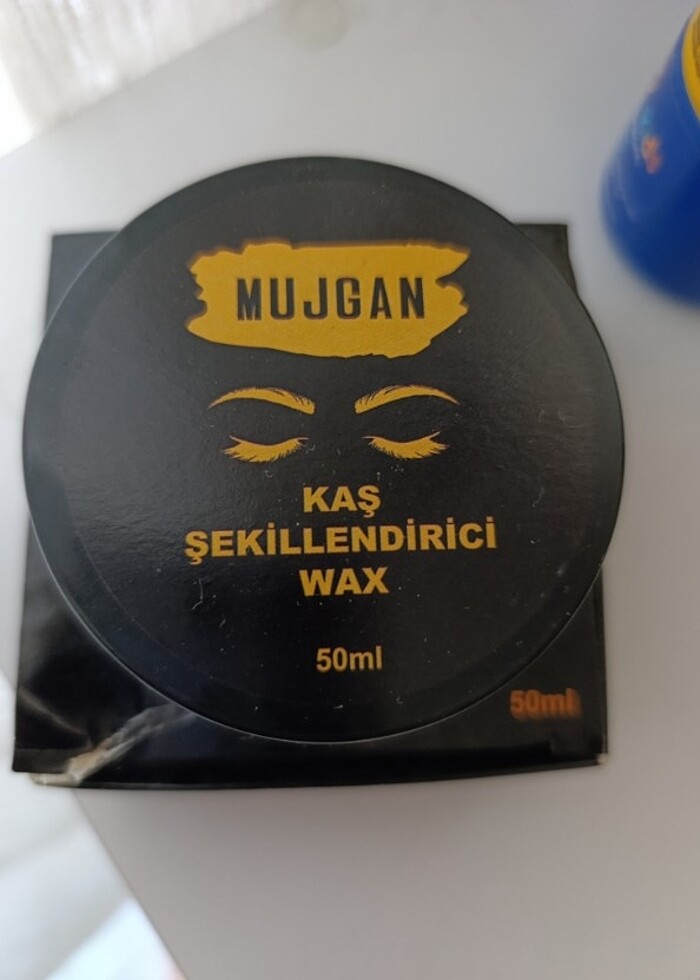 MUJGAN
KAŞ
ŞEKİLLENDİRİCİ
WAX
50ml
50ml